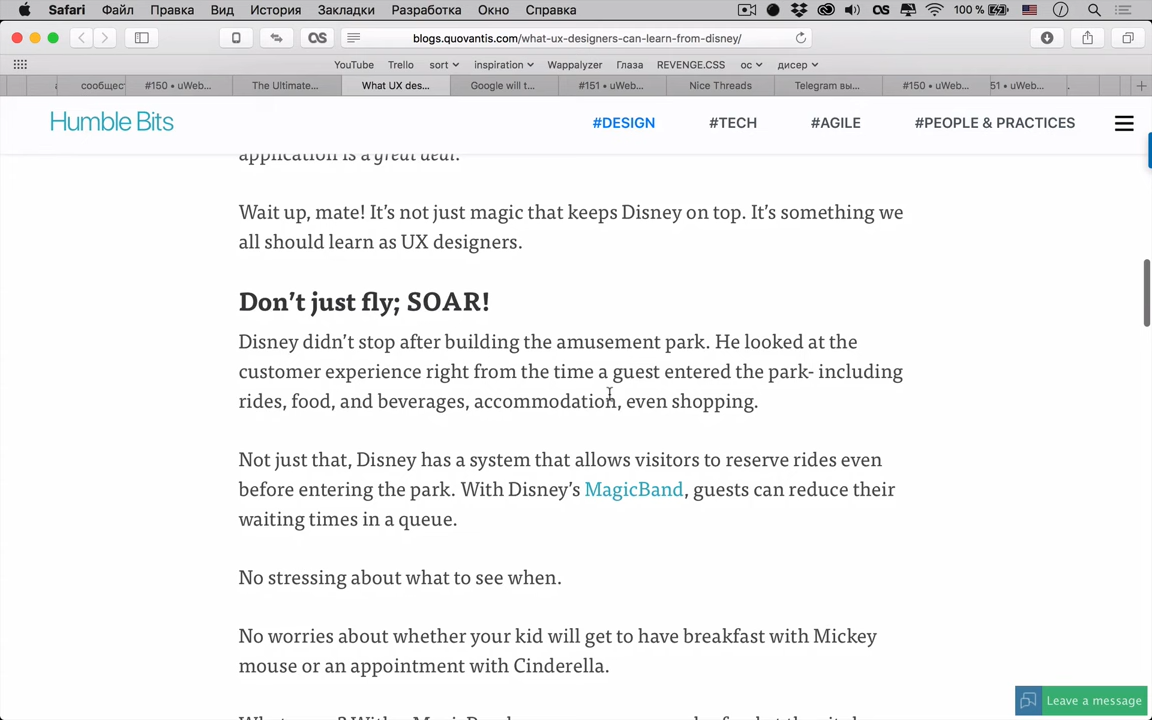 Safari Файл Правка Вид История Закладки Разработка Окно Справка 100 %
blogs.quovantis.com/what-ux-designers-can-learn-from-disney/
YouTube Trello sort inspiration Wappalyzer Глаза REVENGE.CSS ос дисер
сообщес #150 • uWeb... The Ultimate... What UX des... Google will t... #151 • uWeb... Nice Threads Telegram вы... #150 • uWeb... 51 • uWeb...
Humble Bits #DESIGN #TECH #AGILE #PEOPLE & PRACTICES
application is a great deal.
Wait up, mate! It’s not just magic that keeps Disney on top. It’s something we
all should learn as UX designers.
Don’t just fly; SOAR!
Disney didn’t stop after building the amusement park. He looked at the
customer experience right from the time a guest entered the park- including
rides, food, and beverages, accommodation, even shopping.
Not just that, Disney has a system that allows visitors to reserve rides even
before entering the park. With Disney’s MagicBand, guests can reduce their
waiting times in a queue.
No stressing about what to see when.
No worries about whether your kid will get to have breakfast with Mickey
mouse or an appointment with Cinderella.
Leave a message